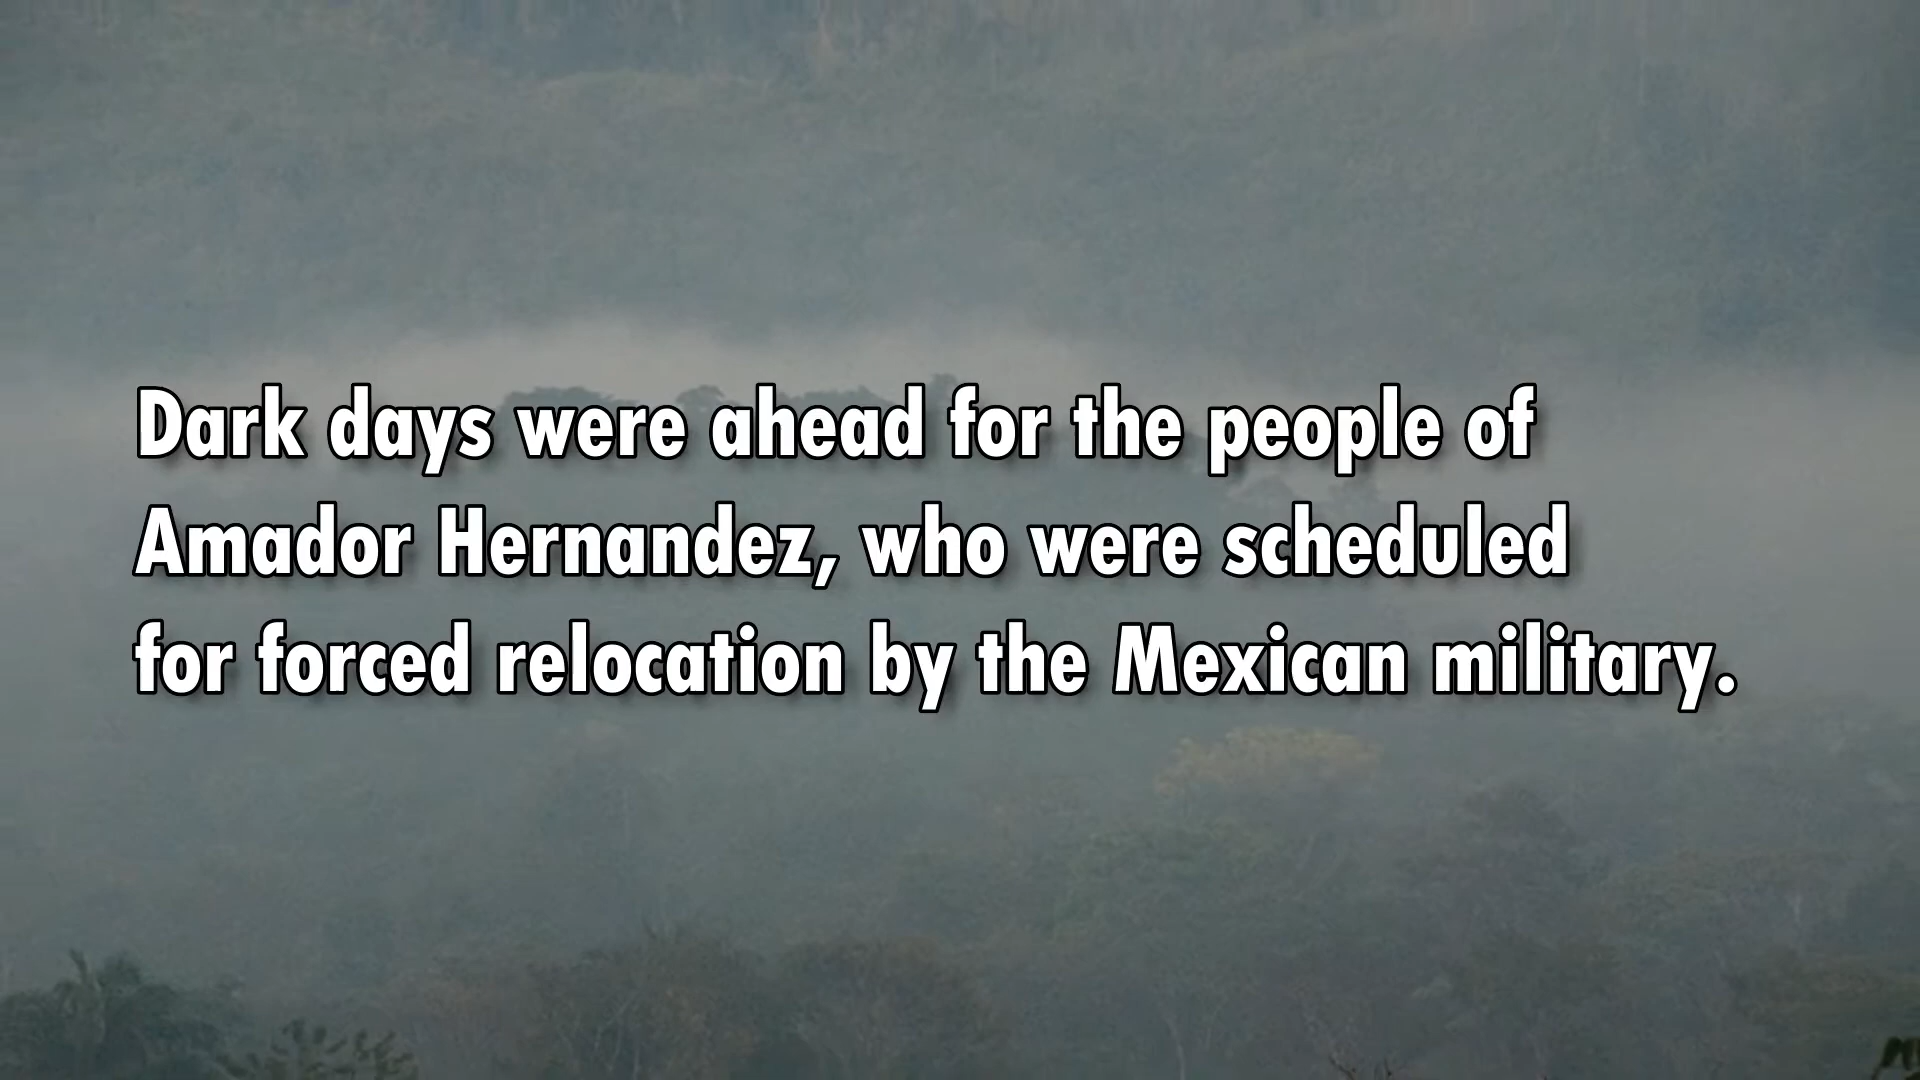 Dark days were ahead for the people of
Amador Hernandez, who were scheduled
for forced relocation by the Mexican military.